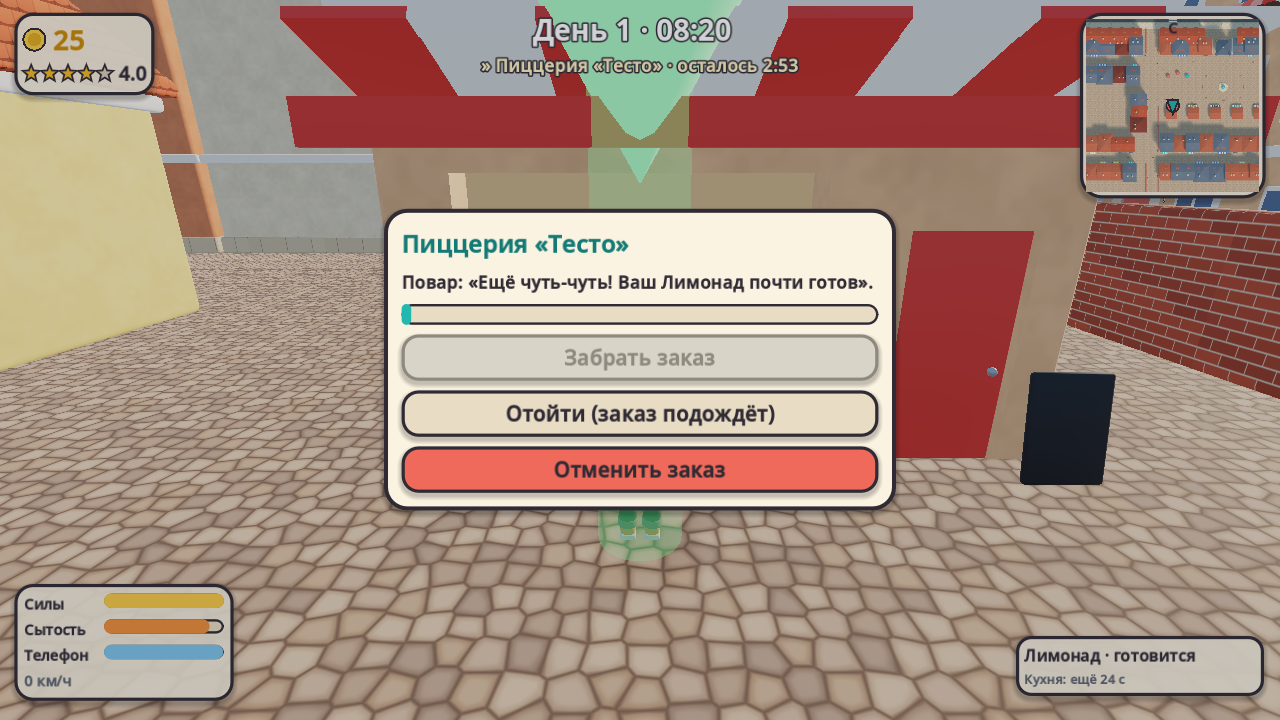 25
4.0
День 1 · 08:20
» Пиццерия «Тесто» · осталось 2:53
С
Пиццерия «Тесто»
Повар: «Ещё чуть-чуть! Ваш Лимонад почти готов».
Забрать заказ
Отойти (заказ подождёт)
Отменить заказ
Силы
Сытость
Телефон
0 км/ч
Лимонад · готовится
Кухня: ещё 24 с